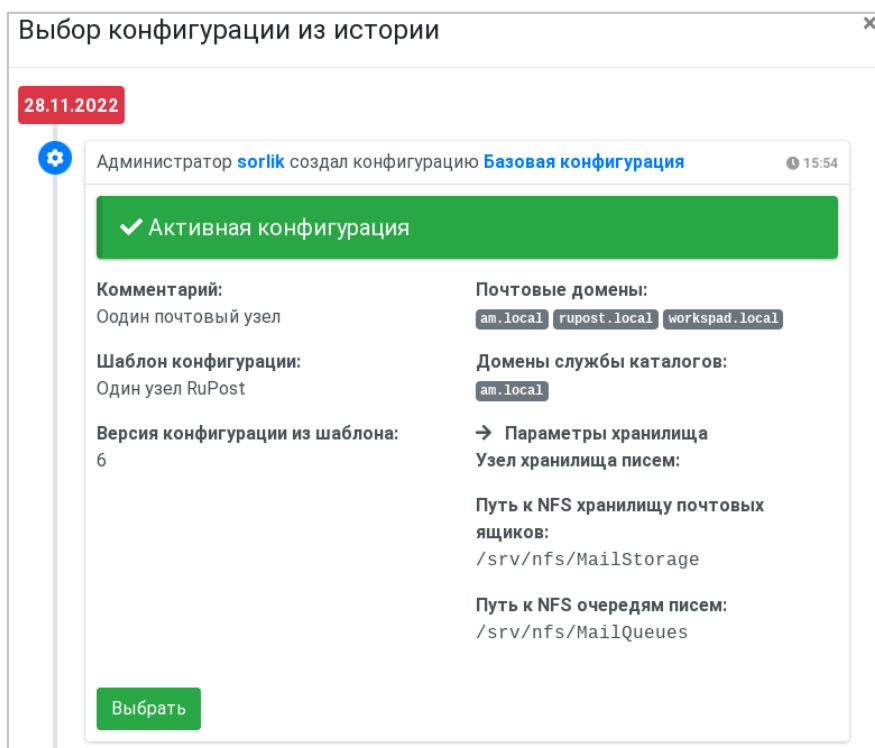 Выбор конфигурации из истории
×
28.11.2022
Администратор sorlik создал конфигурацию Базовая конфигурация 15:54
Активная конфигурация
Комментарий:
Оодин почтовый узел
Шаблон конфигурации:
Один узел RuPost
Версия конфигурации из шаблона:
6
Почтовые домены:
am.local rupost.local workspad.local
Домены службы каталогов:
am.local
→ Параметры хранилища
Узел хранилища писем:
Путь к NFS хранилищу почтовых
ящиков:
/srv/nfs/MailStorage
Путь к NFS очередям писем:
/srv/nfs/MailQueues
Выбрать